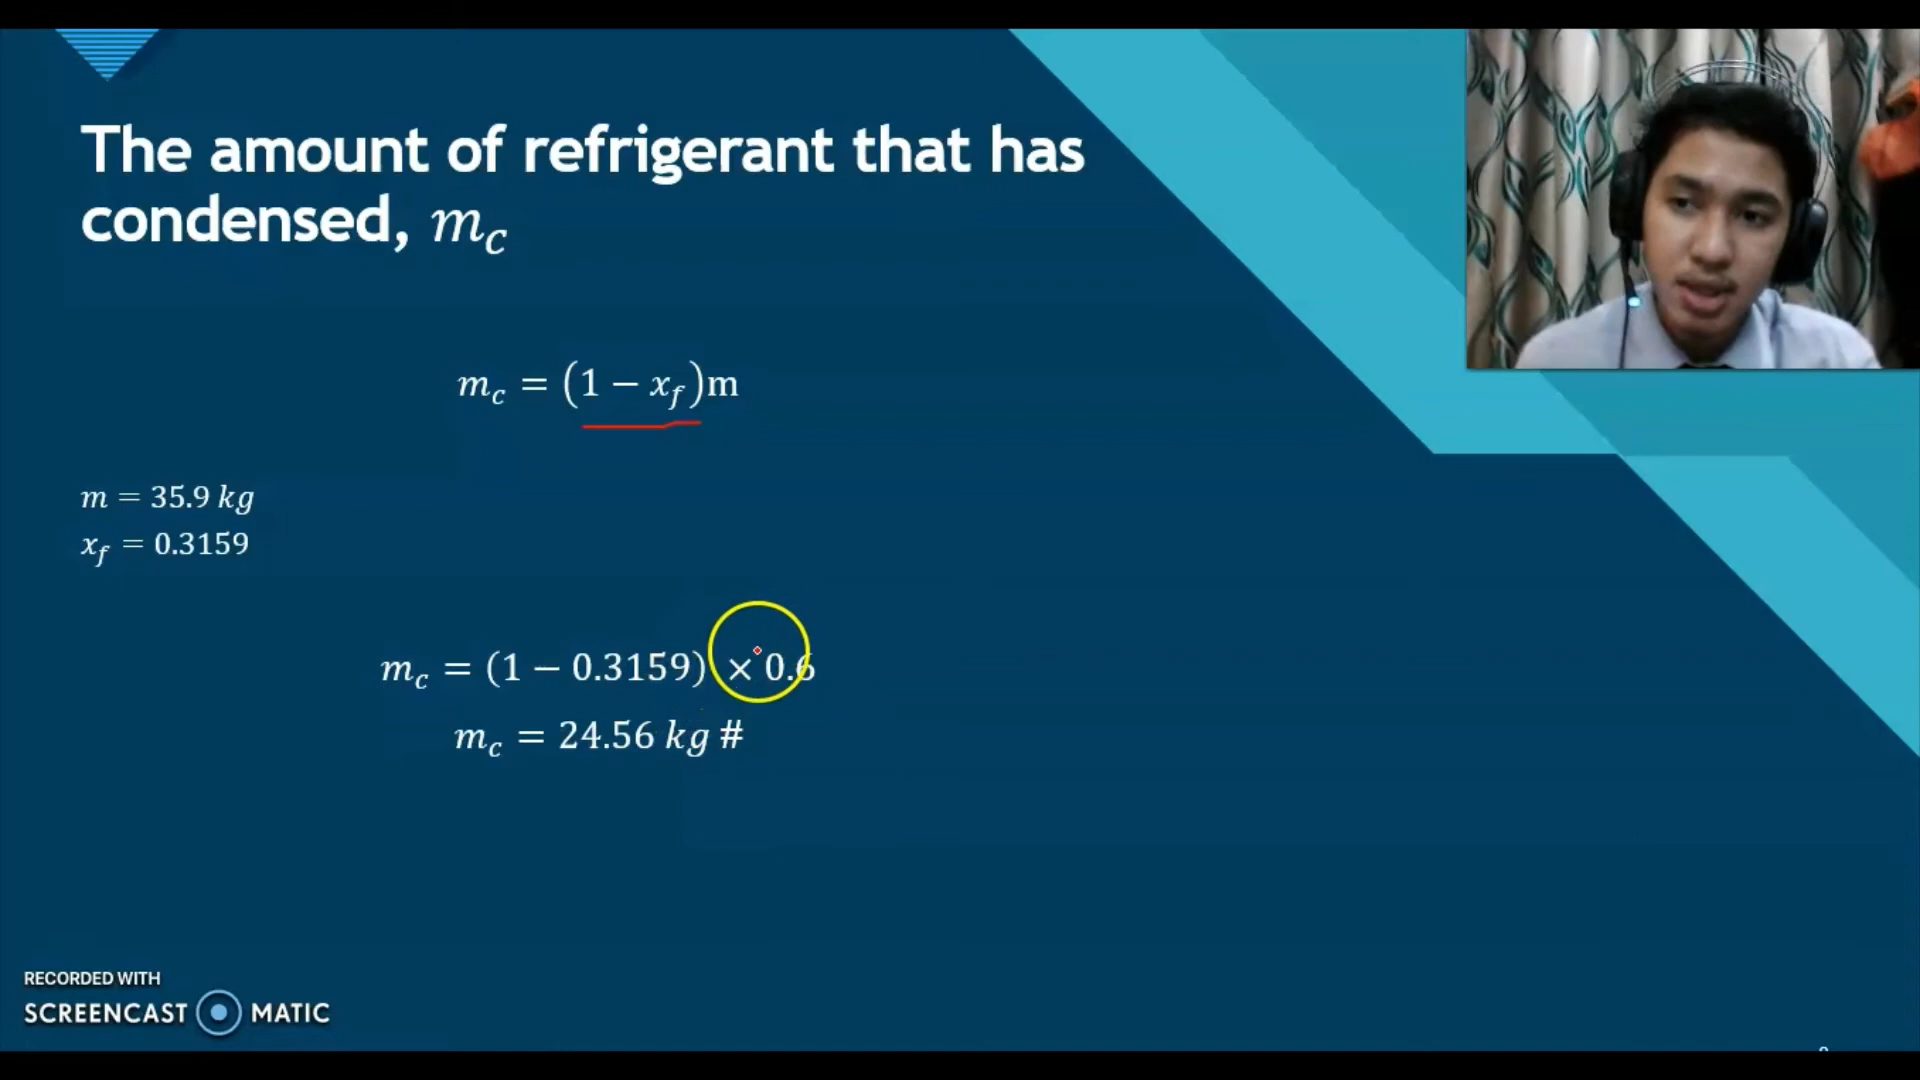 The amount of refrigerant that has
condensed, m_c
m_c = (1 − x_f)m
m = 35.9 kg
x_f = 0.3159
m_c = (1 − 0.3159) × 0.6
m_c = 24.56 kg #
RECORDED WITH
SCREENCAST MATIC